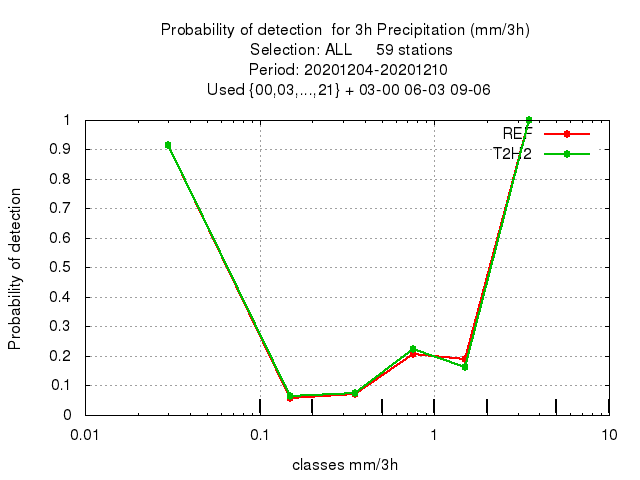 Probability of detection  for 3h Precipitation (mm/3h)
Selection: ALL     59 stations
Period: 20201204-20201210
Used {00,03,...,21} + 03-00 06-03 09-06
REF
T2H2
1
0.9
0.8
0.7
0.6
0.5
0.4
0.3
0.2
0.1
0
Probability of detection
0.01 0.1 1 10
classes mm/3h